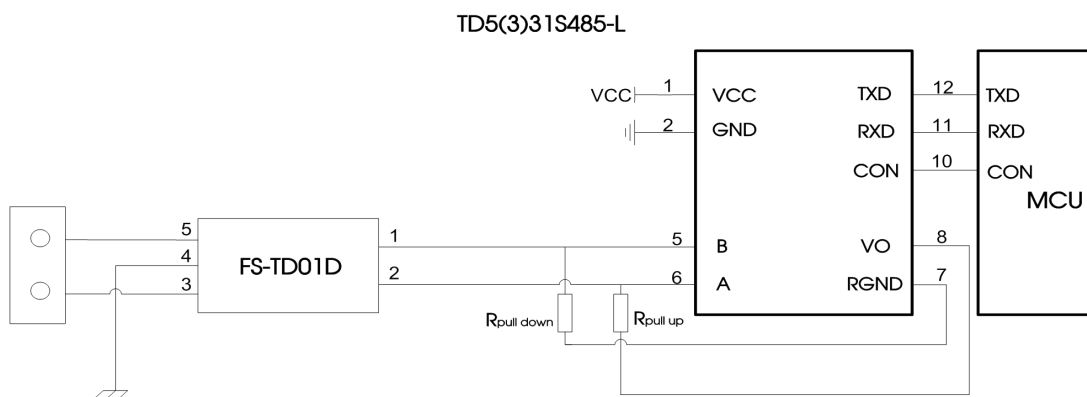 TD5(3)31S485-L
VCC 1 VCC TXD 12 TXD
2 GND RXD 11 RXD
CON 10 CON
MCU
5 1 5 B VO 8
4 FS-TD01D
3 2 6 A RGND 7
Rpull down Rpull up